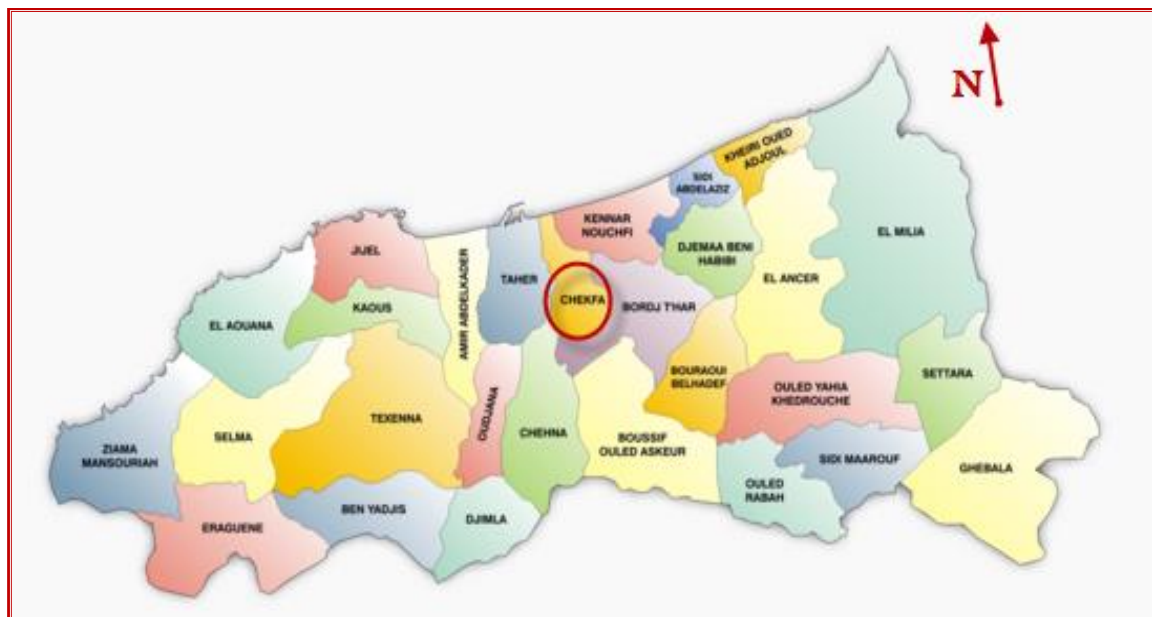 N
KHEIRI OUED
ADJOUL
SIDI
ABDELAZIZ
KENNAR
NOUCHFI
EL MILIA
JIJEL
DJEMAA BENI
HABIBI
TAHER
EL ANCER
AMIR ABDELKADER
CHEKFA
BORDJ T'HAR
KAOUS
EL AOUANA
BOURAOUI
BELHADEF
SETTARA
OULED YAHIA
KHEDROUCHE
TEXENNA
OUDJANA
CHEHNA
SELMA
BOUSSIF
OULED ASKEUR
ZIAMA
MANSOURIAH
SIDI MAAROUF
GHEBALA
OULED
RABAH
BEN YADJIS
DJIMLA
ERAGUENE